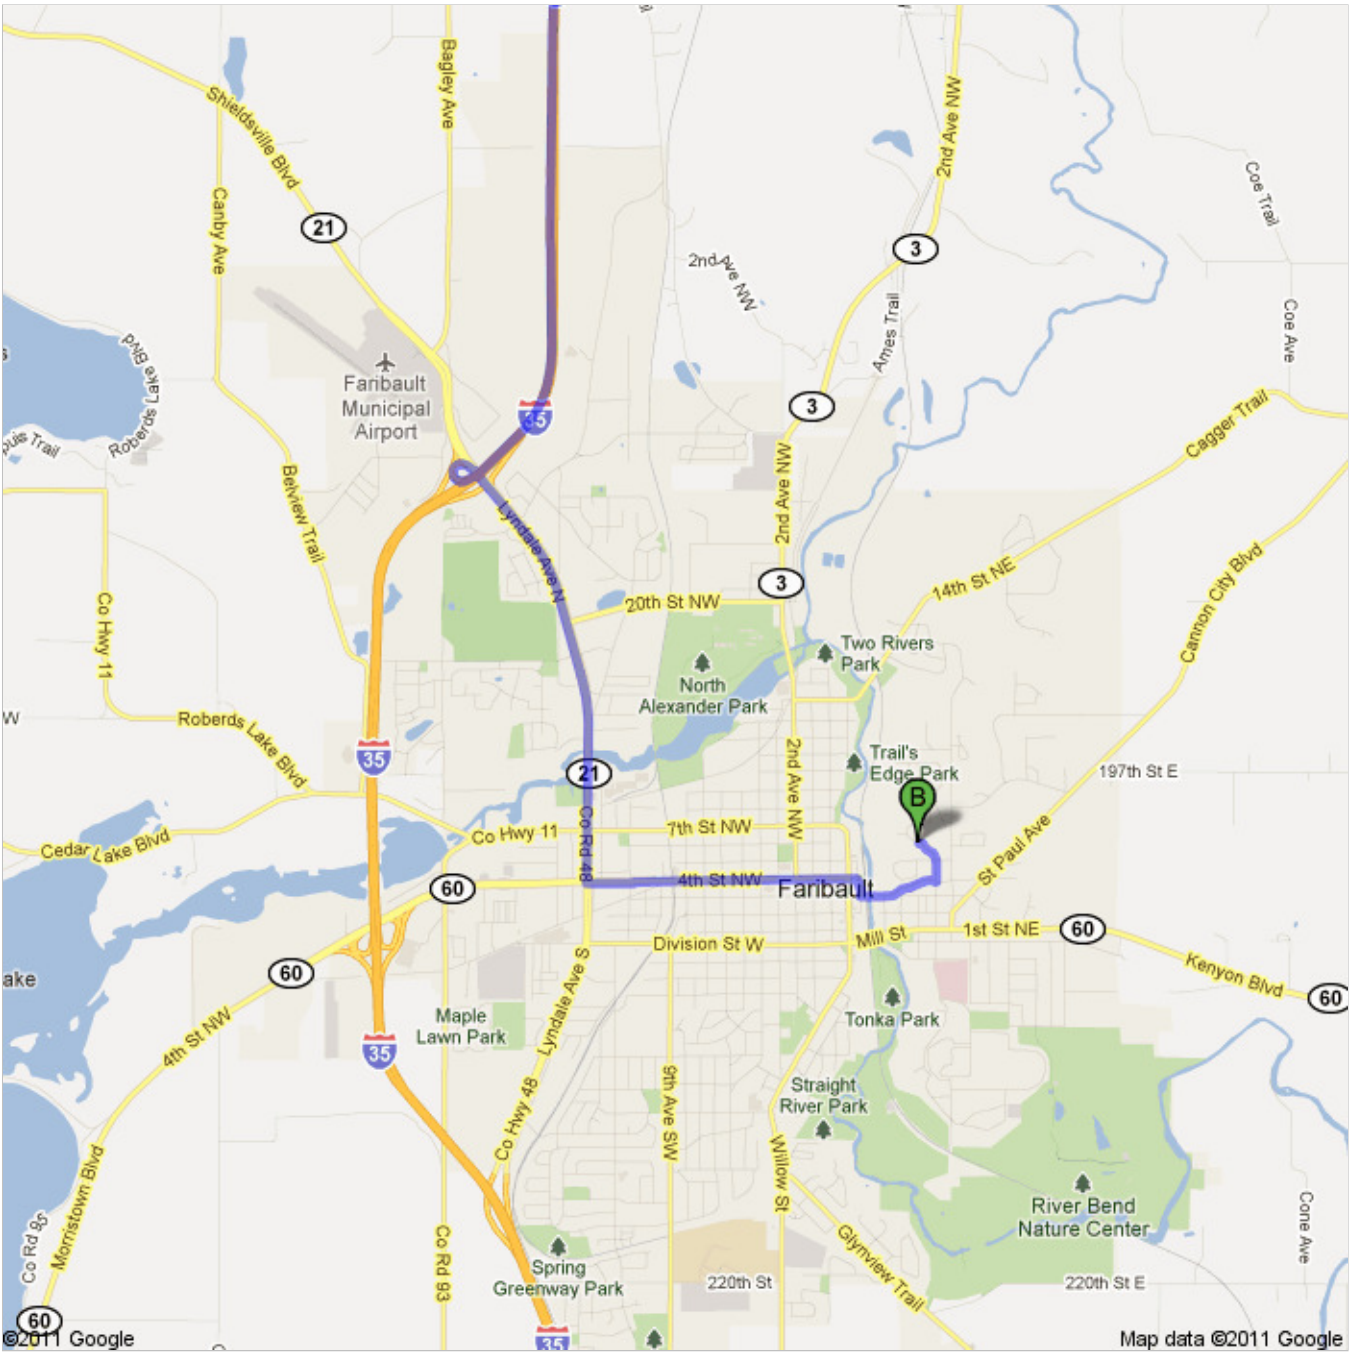 Bagley Ave
Shieldsville Blvd
2nd Ave NW
Coe Trail
Canby Ave
21
3
2nd Ave NW
Ames Trail
Coe Ave
Roberds Lake Blvd
Faribault
Municipal
Airport
35
3
Cagger Trail
Belview Trail
Lyndale Ave N
2nd Ave NW
Cannon City Blvd
14th St NE
3
20th St NW
Co Hwy 11
Two Rivers
Park
North
Alexander Park
W
Roberds Lake Blvd
35
21
2nd Ave NW
Trail's
Edge Park
197th St E
B
Cedar Lake Blvd
Co Hwy 11
Co Rd 48
7th St NW
St Paul Ave
60
4th St NW
Faribault
Division St W
Mill St
1st St NE
60
60
ake
Kenyon Blvd
60
4th St NW
Maple
Lawn Park
Lyndale Ave S
Tonka Park
35
Co Hwy 48
9th Ave SW
Straight
River Park
Willow St
Morristown Blvd
River Bend
Nature Center
Co Rd 95
Co Rd 93
Spring
Greenway Park
220th St
Glynview Trail
220th St E
Cone Ave
60
35
©2011 Google
Map data ©2011 Google